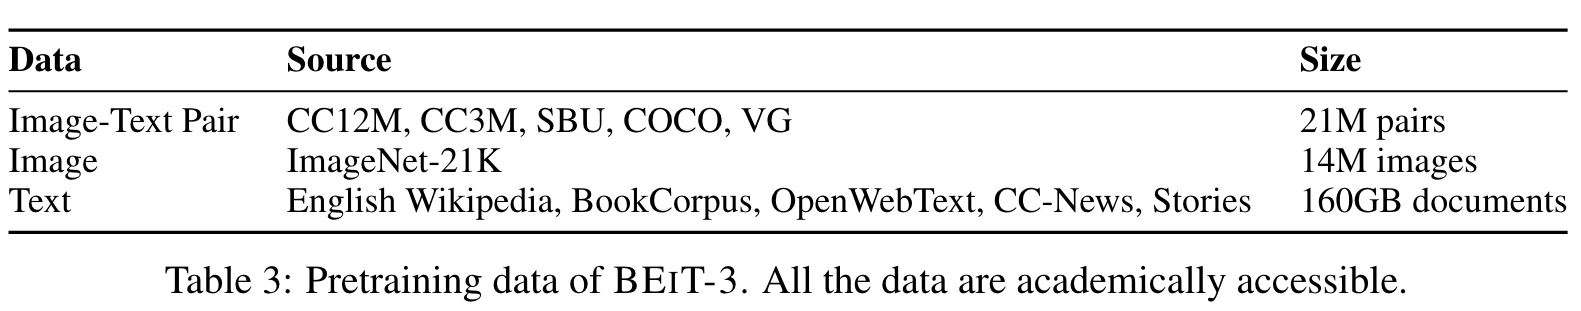 Data Source Size
Image-Text Pair CC12M, CC3M, SBU, COCO, VG 21M pairs
Image ImageNet-21K 14M images
Text English Wikipedia, BookCorpus, OpenWebText, CC-News, Stories 160GB documents
Table 3: Pretraining data of BEIT-3. All the data are academically accessible.